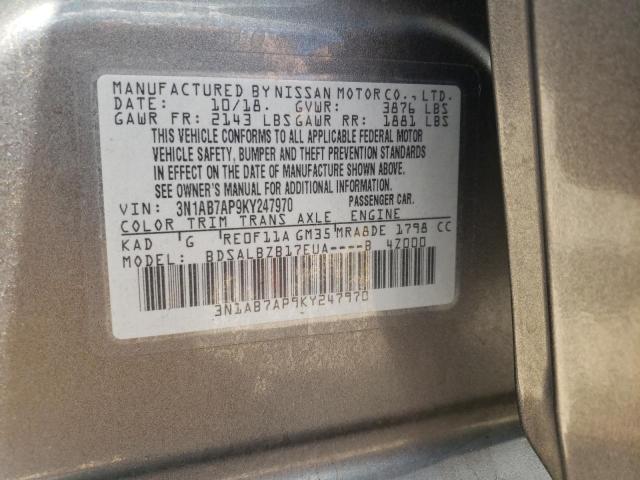 MANUFACTURED BY NISSAN MOTOR CO., LTD.
DATE: 10/18. GVWR: 3876 LBS
GAWR FR: 2143 LBS GAWR RR: 1881 LBS
THIS VEHICLE CONFORMS TO ALL APPLICABLE FEDERAL MOTOR
VEHICLE SAFETY, BUMPER AND THEFT PREVENTION STANDARDS
IN EFFECT ON THE DATE OF MANUFACTURE SHOWN ABOVE.
SEE OWNER'S MANUAL FOR ADDITIONAL INFORMATION.
VIN: 3N1AB7AP9KY247970 PASSENGER CAR.
COLOR TRIM TRANS AXLE ENGINE
KAD G RE0F11A GM35 MRA8DE 1798 CC
MODEL: BDSALBZB17EUA----B 4Z000
3N1AB7AP9KY247970